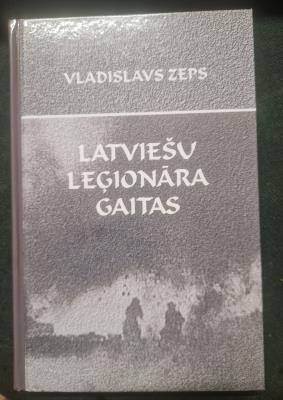 VLADISLAVS ZEPS
LATVIEŠU
LEĢIONĀRA
GAITAS